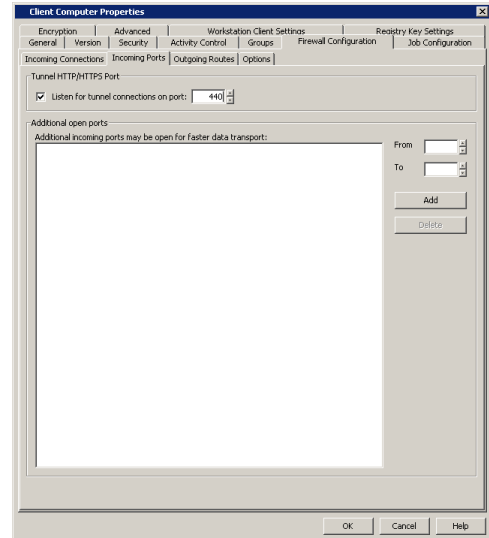 Client Computer Properties
Encryption Advanced Workstation Client Settings Registry Key Settings
General Version Security Activity Control Groups Firewall Configuration Job Configuration
Incoming Connections Incoming Ports Outgoing Routes Options
Tunnel HTTP/HTTPS Port
Listen for tunnel connections on port: 440
Additional open ports
Additional incoming ports may be open for faster data transport:
From
To
Add
Delete
OK Cancel Help